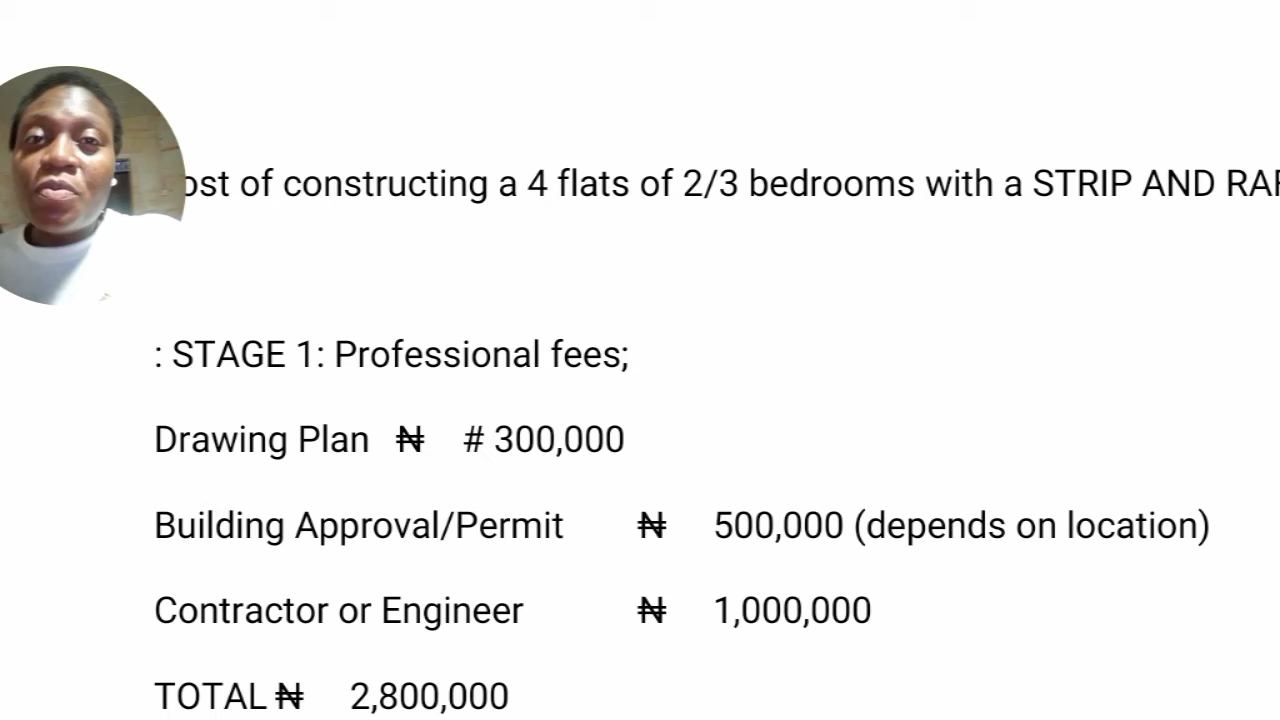 ost of constructing a 4 flats of 2/3 bedrooms with a STRIP AND
: STAGE 1: Professional fees;
Drawing Plan ₦ # 300,000
Building Approval/Permit ₦ 500,000 (depends on location)
Contractor or Engineer ₦ 1,000,000
TOTAL ₦ 2,800,000